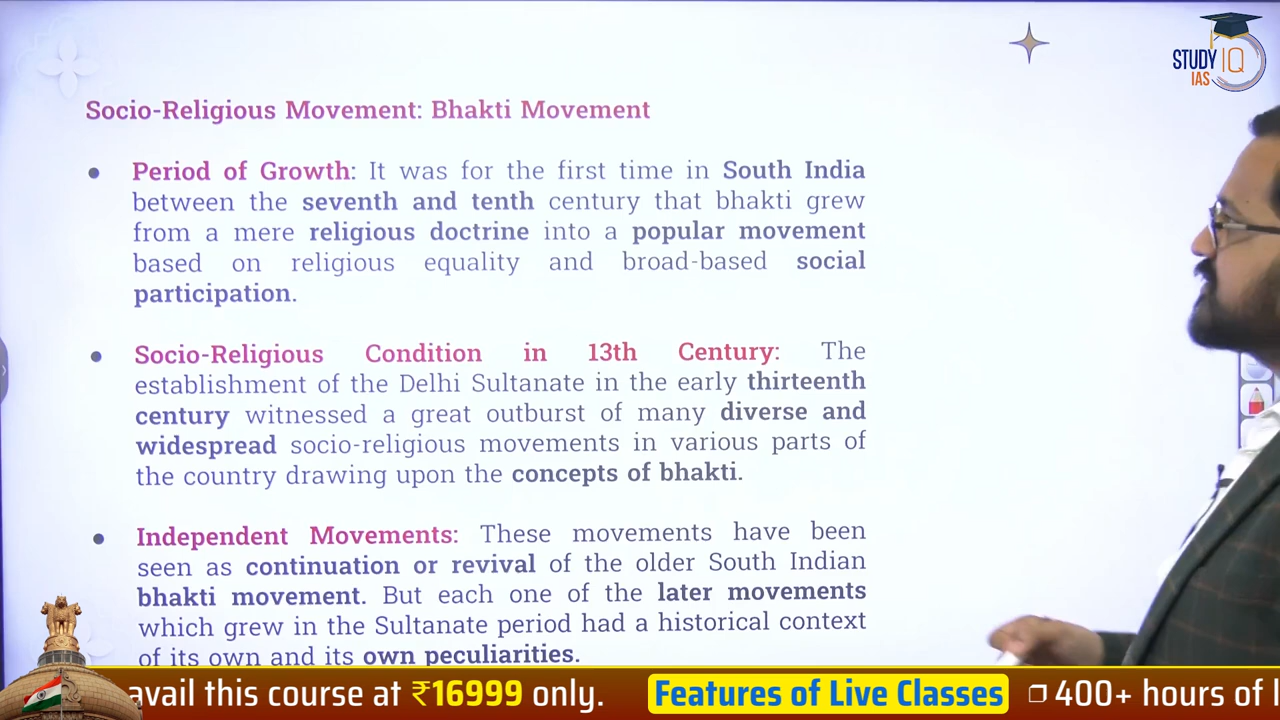 STUDY IQ
IAS
Socio-Religious Movement: Bhakti Movement
● Period of Growth: It was for the first time in South India
between the seventh and tenth century that bhakti grew
from a mere religious doctrine into a popular movement
based on religious equality and broad-based social
participation.
● Socio-Religious Condition in 13th Century: The
establishment of the Delhi Sultanate in the early thirteenth
century witnessed a great outburst of many diverse and
widespread socio-religious movements in various parts of
the country drawing upon the concepts of bhakti.
● Independent Movements: These movements have been
seen as continuation or revival of the older South Indian
bhakti movement. But each one of the later movements
which grew in the Sultanate period had a historical context
of its own and its own peculiarities.
avail this course at ₹16999 only. Features of Live Classes ❐ 400+ hours of